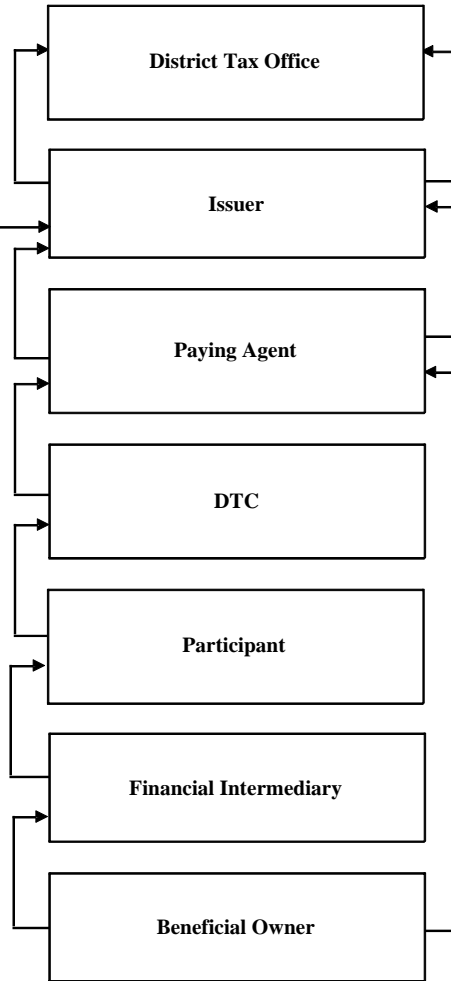 District Tax Office
Issuer
Paying Agent
DTC
Participant
Financial Intermediary
Beneficial Owner